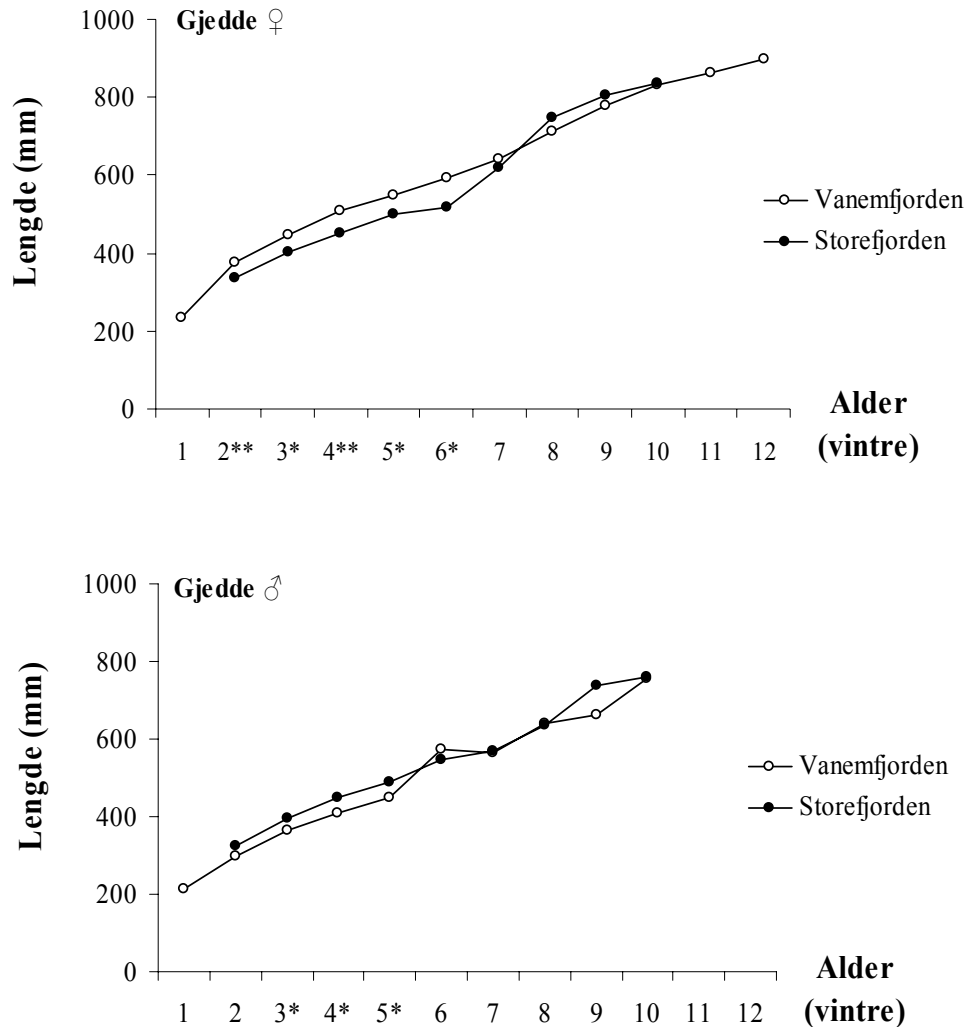 Gjedde ♀
1000
800
600
400
200
0
Lengde (mm)
1 2** 3* 4** 5* 6* 7 8 9 10 11 12
Alder
(vintre)
Vanemfjorden
Storefjorden
Gjedde ♂
1000
800
600
400
200
0
Lengde (mm)
1 2 3* 4* 5* 6 7 8 9 10 11 12
Alder
(vintre)
Vanemfjorden
Storefjorden